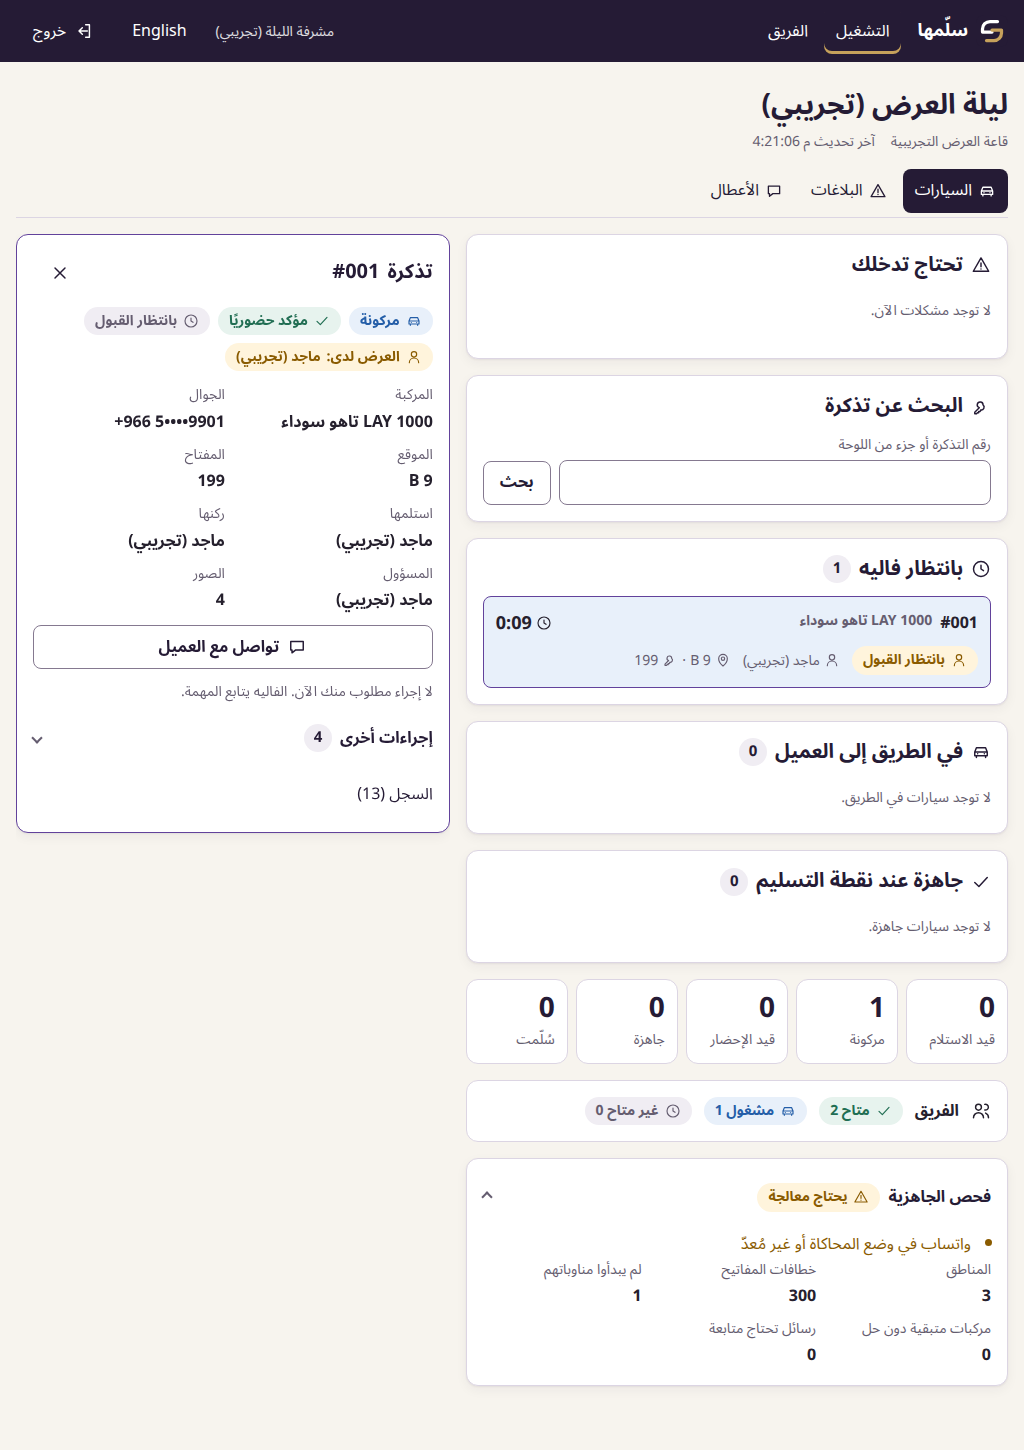 سلّمها
التشغيل
الفريق
مشرفة الليلة (تجريبي)
English
خروج
ليلة العرض (تجريبي)
قاعة العرض التجريبية آخر تحديث م 4:21:06
السيارات
البلاغات
الأعطال
تحتاج تدخلك
لا توجد مشكلات الآن.
البحث عن تذكرة
رقم التذكرة أو جزء من اللوحة
بحث
بانتظار فاليه 1
#001 LAY 1000 تاهو سوداء 0:09
بانتظار القبول ماجد (تجريبي) B 9 · 199
في الطريق إلى العميل 0
لا توجد سيارات في الطريق.
جاهزة عند نقطة التسليم 0
لا توجد سيارات جاهزة.
0 1 0 0 0
قيد الاستلام مركونة قيد الإحضار جاهزة سُلّمت
الفريق متاح 2 مشغول 1 غير متاح 0
فحص الجاهزية يحتاج معالجة
واتساب في وضع المحاكاة أو غير مُعدّ
المناطق خطافات المفاتيح لم يبدأوا مناوباتهم
3 300 1
مركبات متبقية دون حل رسائل تحتاج متابعة
0 0
تذكرة #001
مركونة مؤكد حضوريًا بانتظار القبول
العرض لدى: ماجد (تجريبي)
المركبة الجوال
LAY 1000 تاهو سوداء +966 5••••9901
الموقع المفتاح
B 9 199
استلمها ركنها
ماجد (تجريبي) ماجد (تجريبي)
المسؤول الصور
ماجد (تجريبي) 4
تواصل مع العميل
لا إجراء مطلوب منك الآن. الفاليه يتابع المهمة.
إجراءات أخرى 4
السجل (13)